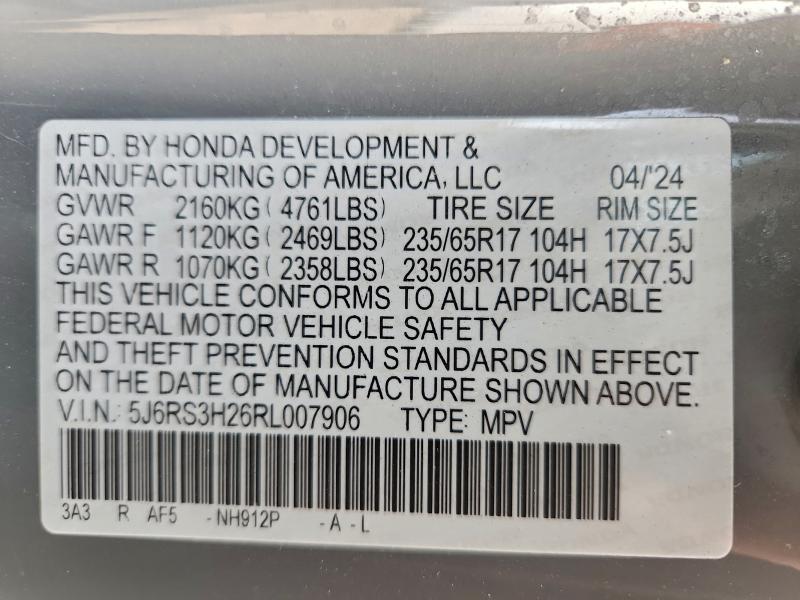 MFD. BY HONDA DEVELOPMENT &
MANUFACTURING OF AMERICA, LLC 04/'24
GVWR 2160KG ( 4761LBS) TIRE SIZE RIM SIZE
GAWR F 1120KG ( 2469LBS) 235/65R17 104H 17X7.5J
GAWR R 1070KG ( 2358LBS) 235/65R17 104H 17X7.5J
THIS VEHICLE CONFORMS TO ALL APPLICABLE
FEDERAL MOTOR VEHICLE SAFETY
AND THEFT PREVENTION STANDARDS IN EFFECT
ON THE DATE OF MANUFACTURE SHOWN ABOVE.
V.I.N.: 5J6RS3H26RL007906 TYPE: MPV
3A3 R AF5 -NH912P -A-L